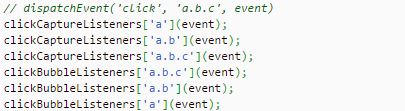 // dispatchEvent('click', 'a.b.c', event)
clickCaptureListeners['a'](event);
clickCaptureListeners['a.b'](event);
clickCaptureListeners['a.b.c'](event);
clickBubbleListeners['a.b.c'](event);
clickBubbleListeners['a.b'](event);
clickBubbleListeners['a'](event);